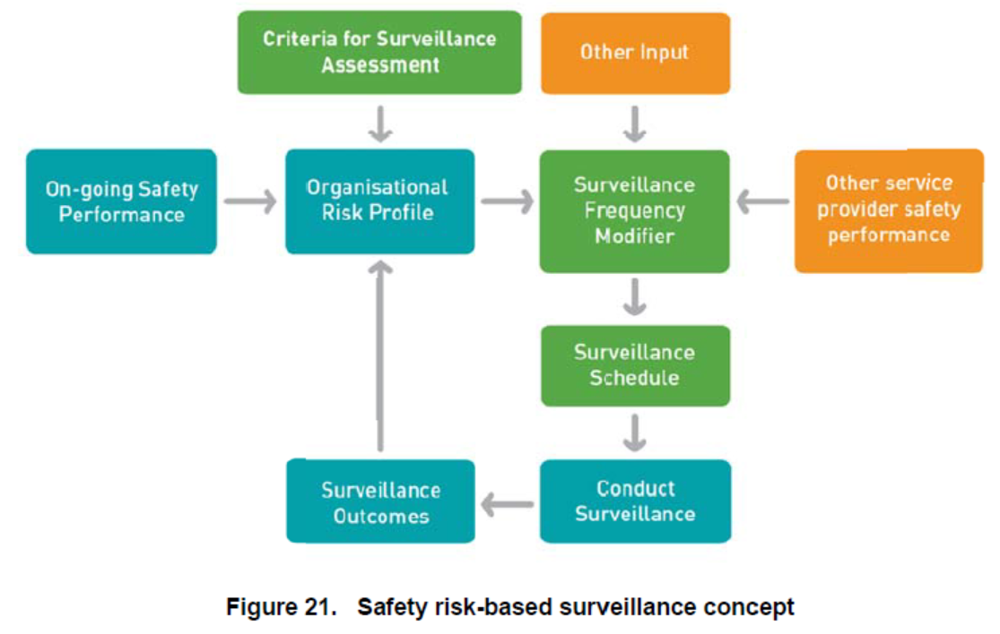 Criteria for Surveillance
Assessment
Other Input
On-going Safety
Performance
Organisational
Risk Profile
Surveillance
Frequency
Modifier
Other service
provider safety
performance
Surveillance
Schedule
Surveillance
Outcomes
Conduct
Surveillance
Figure 21. Safety risk-based surveillance concept